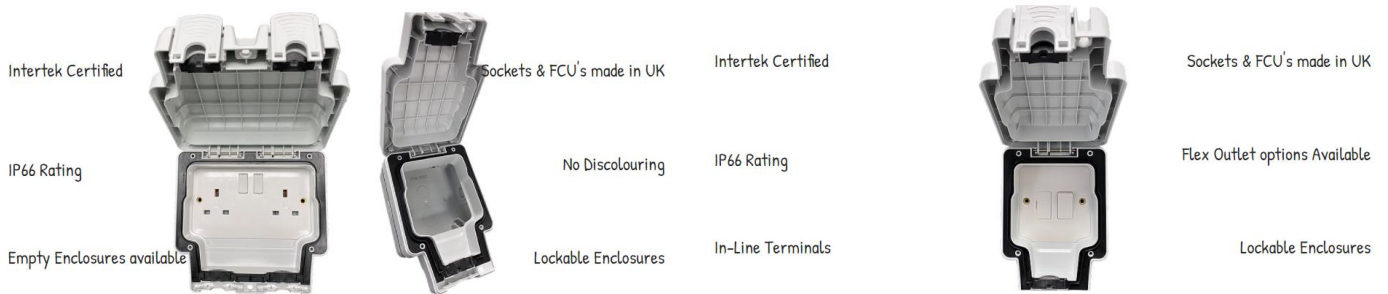 Intertek Certified
Sockets & FCU's made in UK
IP66 Rating
No Discolouring
Empty Enclosures available
Lockable Enclosures
Intertek Certified
Sockets & FCU's made in UK
IP66 Rating
Flex Outlet options Available
In-Line Terminals
Lockable Enclosures